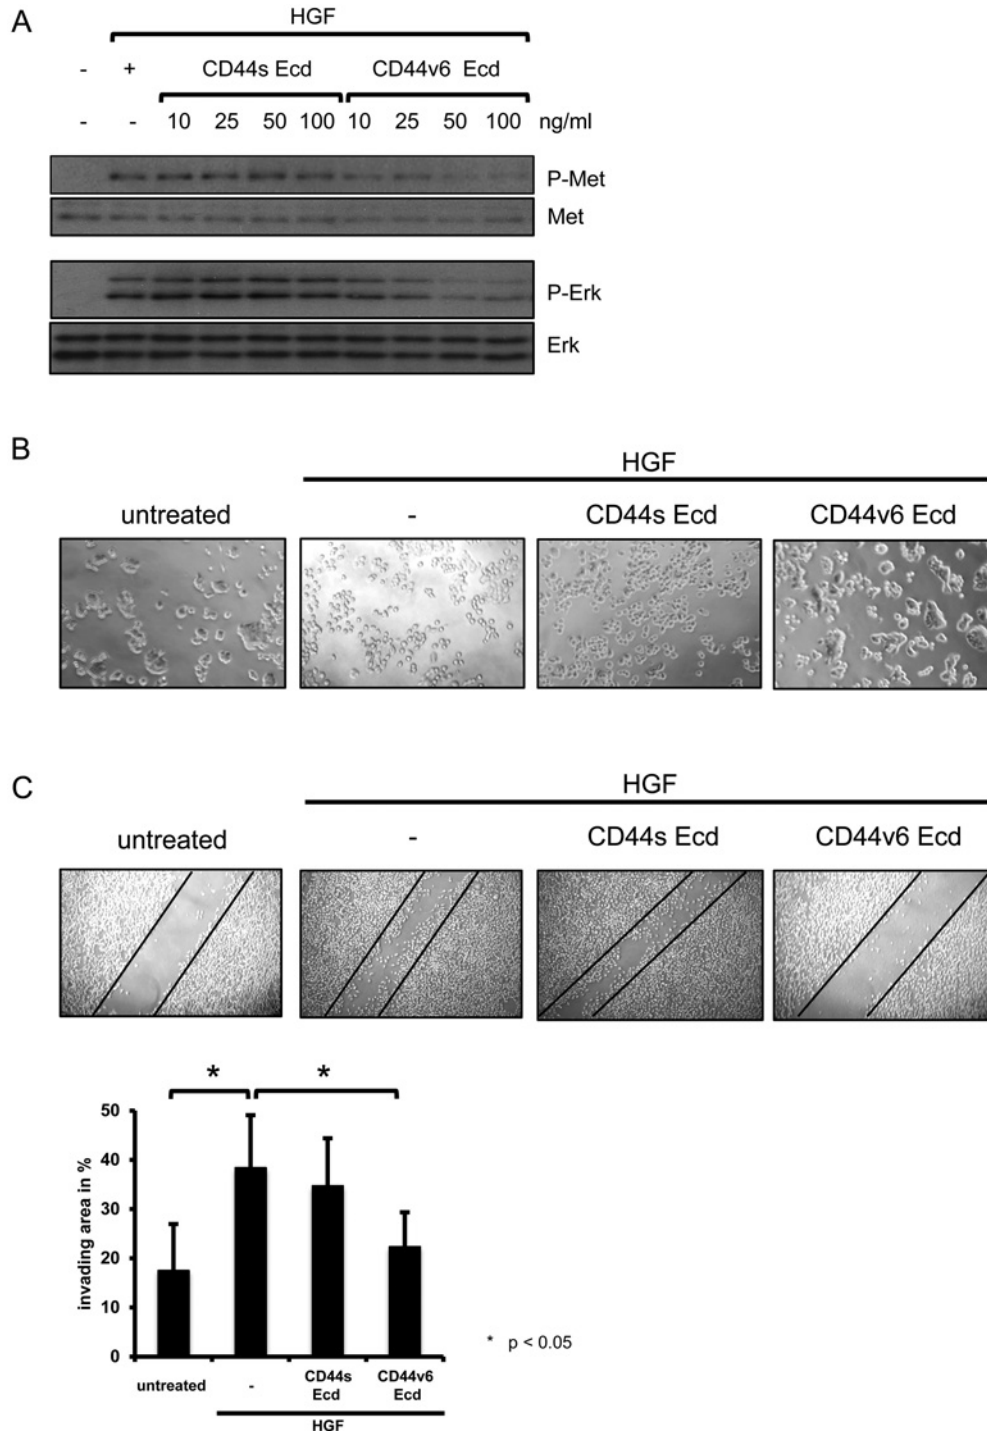 A
HGF
- + CD44s Ecd CD44v6 Ecd
- - 10 25 50 100 10 25 50 100 ng/ml
P-Met
Met
P-Erk
Erk
B
HGF
untreated - CD44s Ecd CD44v6 Ecd
C
HGF
untreated - CD44s Ecd CD44v6 Ecd
* *
50
40
30
20
10
0
invading area in %
* p < 0.05
untreated - CD44s CD44v6
Ecd Ecd
HGF